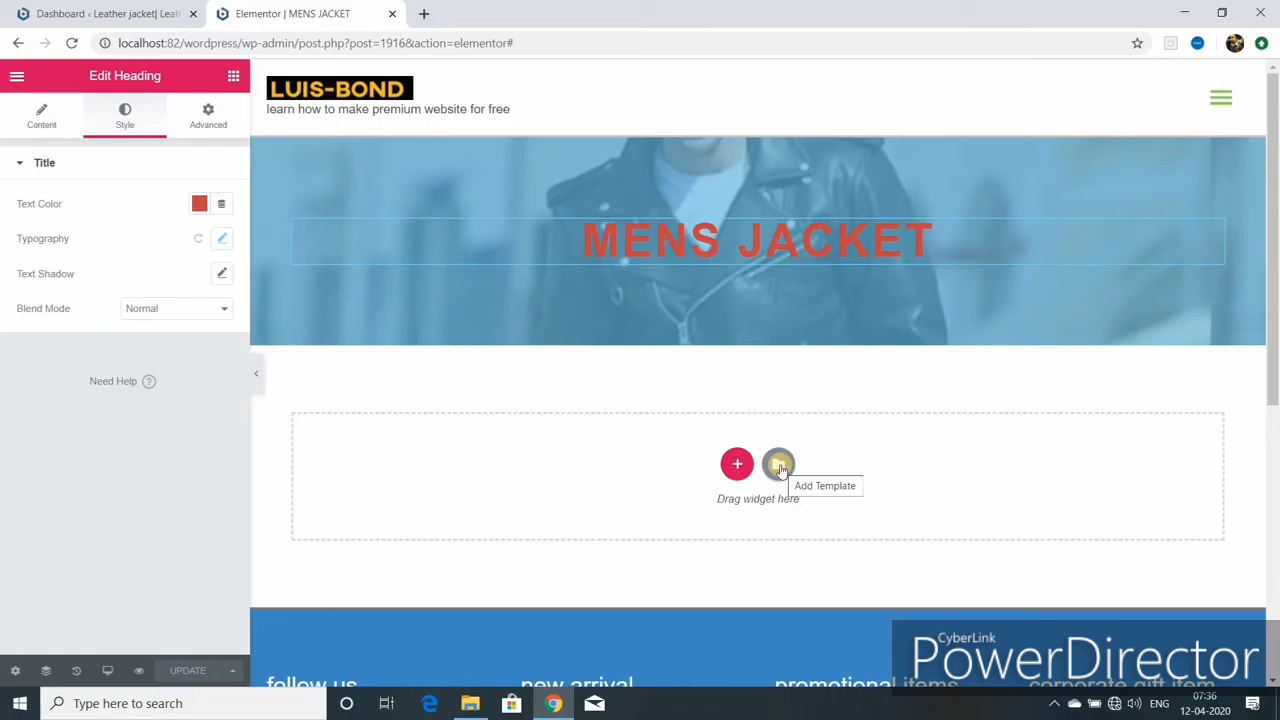 Dashboard ‹ Leather jacket| Leat
Elementor | MENS JACKET
localhost:82/wordpress/wp-admin/post.php?post=1916&action=elementor#
Edit Heading
Content
Style
Advanced
Title
Text Color
Typography
Text Shadow
Blend Mode
Normal
Need Help
UPDATE
LUIS-BOND
learn how to make premium website for free
MENS JACKET
Add Template
Drag widget here
follow us
new arrival
promotional items
corporate gift item
CyberLink
PowerDirector
Type here to search
ENG
07:36
12-04-2020